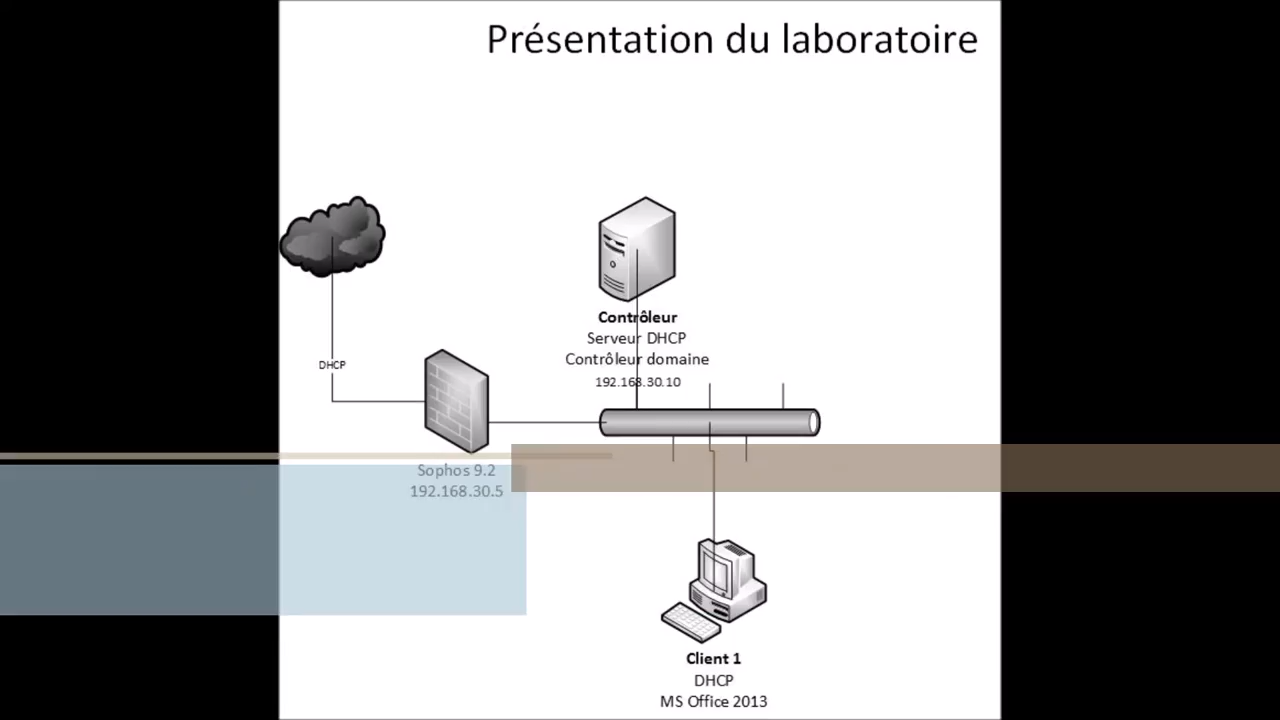 Présentation du laboratoire
Contrôleur
Serveur DHCP
Contrôleur domaine
192.168.30.10
DHCP
Sophos 9.2
192.168.30.5
Client 1
DHCP
MS Office 2013